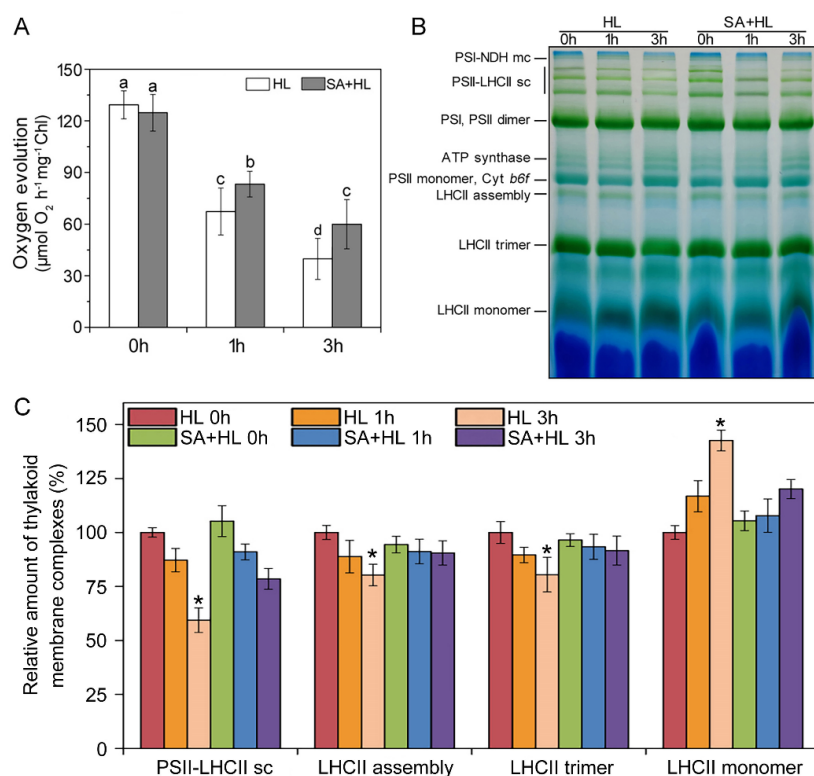 A
Oxygen evolution
(µmol O₂ h⁻¹mg⁻¹Chl)
150
120
90
60
30
0
HL SA+HL
a a
c b
d c
0h 1h 3h
B
HL SA+HL
0h 1h 3h 0h 1h 3h
PSI-NDH mc
PSII-LHCII sc
PSI, PSII dimer
ATP synthase
PSII monomer, Cyt b6f
LHCII assembly
LHCII trimer
LHCII monomer
C
Relative amount of thylakoid
membrane complexes (%)
150
125
100
75
50
25
0
HL 0h HL 1h HL 3h
SA+HL 0h SA+HL 1h SA+HL 3h
* * * *
PSII-LHCII sc LHCII assembly LHCII trimer LHCII monomer